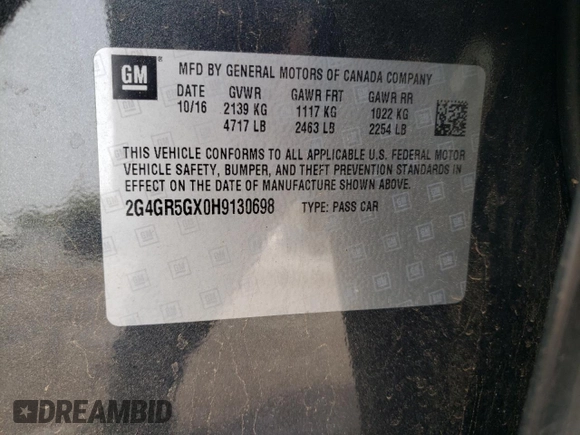 GM
MFD BY GENERAL MOTORS OF CANADA COMPANY
DATE GVWR GAWR FRT GAWR RR
10/16 2139 KG 1117 KG 1022 KG
4717 LB 2463 LB 2254 LB
THIS VEHICLE CONFORMS TO ALL APPLICABLE U.S. FEDERAL MOTOR
VEHICLE SAFETY, BUMPER, AND THEFT PREVENTION STANDARDS IN
EFFECT ON THE DATE OF MANUFACTURE SHOWN ABOVE.
2G4GR5GX0H9130698 TYPE: PASS CAR
DREAMBID